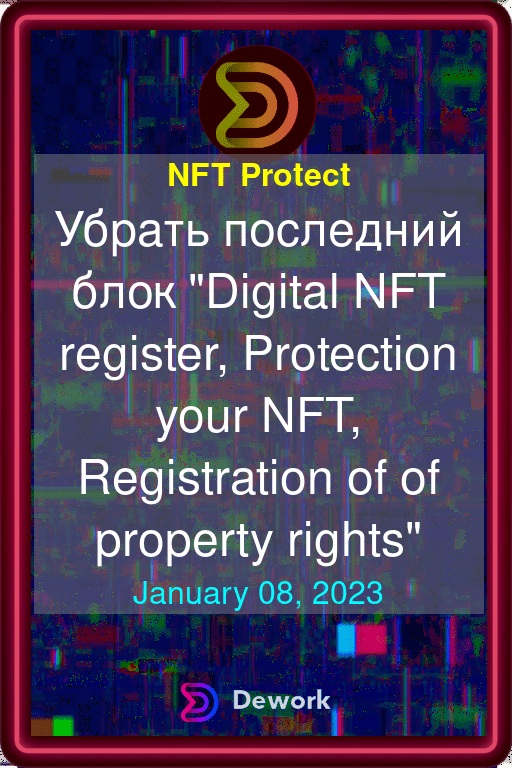 NFT Protect
Убрать последний
блок "Digital NFT
register, Protection
your NFT,
Registration of of
property rights"
January 08, 2023
Dework